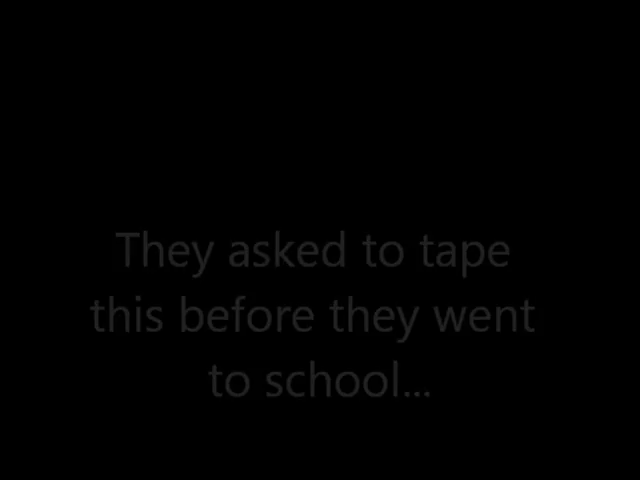 They asked to tape
this before they went
to school...